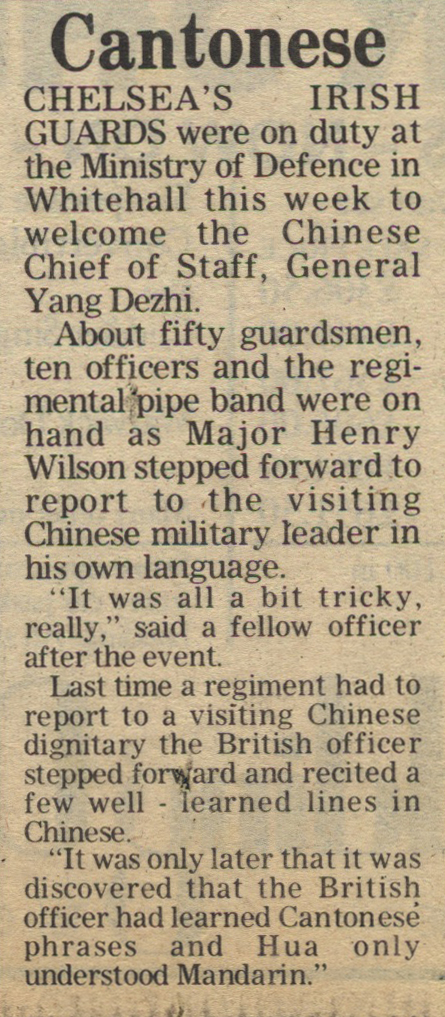 Cantonese
CHELSEA'S IRISH
GUARDS were on duty at
the Ministry of Defence in
Whitehall this week to
welcome the Chinese
Chief of Staff, General
Yang Dezhi.
About fifty guardsmen,
ten officers and the regi-
mental pipe band were on
hand as Major Henry
Wilson stepped forward to
report to the visiting
Chinese military leader in
his own language.
"It was all a bit tricky,
really," said a fellow officer
after the event.
Last time a regiment had to
report to a visiting Chinese
dignitary the British officer
stepped forward and recited a
few well - learned lines in
Chinese.
"It was only later that it was
discovered that the British
officer had learned Cantonese
phrases and Hua only
understood Mandarin."